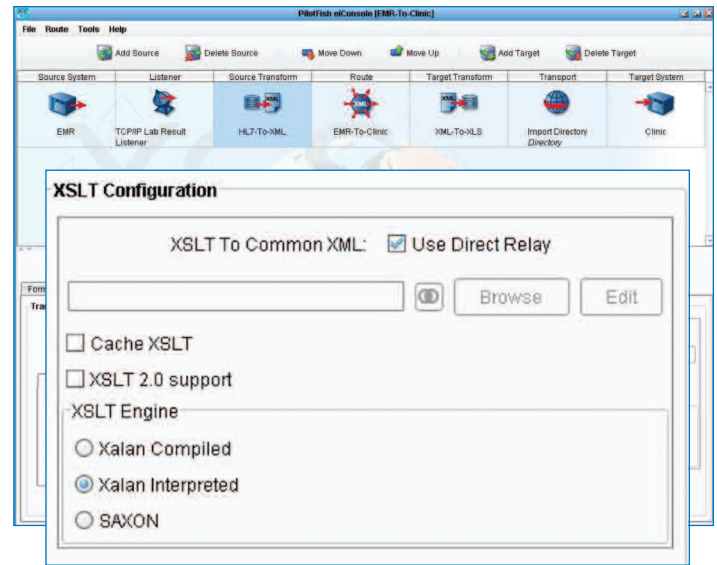 PilotFish eiConsole [EMR-To-Clinic]
File Route Tools Help
Add Source Delete Source Move Down Move Up Add Target Delete Target
Source System Listener Source Transform Route Target Transform Transport Target System
EMR TCP/IP Lab Result Listener HL7-To-XML EMR-To-Clinic XML-To-XLS Import Directory Directory Clinic
XSLT Configuration
XSLT To Common XML: Use Direct Relay
Browse Edit
Form
Tra
Cache XSLT
XSLT 2.0 support
XSLT Engine
Xalan Compiled
Xalan Interpreted
SAXON